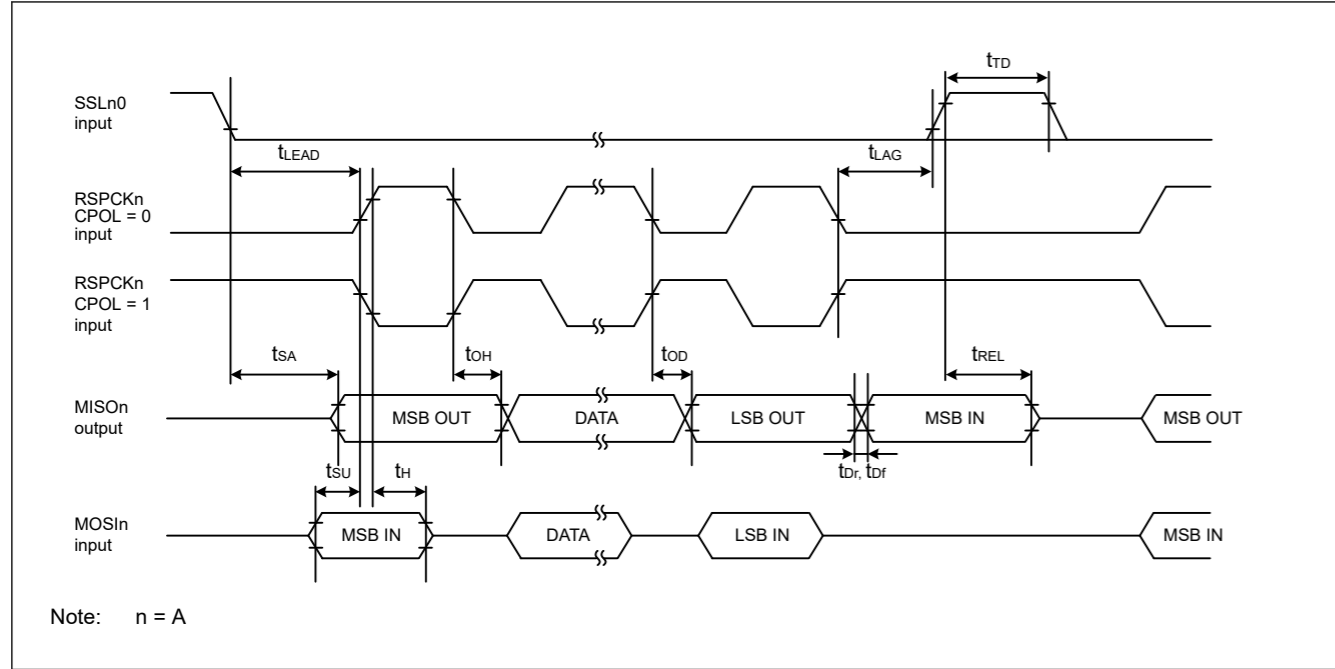 tTD
SSLn0
input
tLEAD
tLAG
RSPCKn
CPOL = 0
input
RSPCKn
CPOL = 1
input
tSA
tOH
tOD
tREL
MISOn
output
MSB OUT
DATA
LSB OUT
MSB IN
MSB OUT
tSU
tH
tDr, tDf
MOSIn
input
MSB IN
DATA
LSB IN
MSB IN
Note: n = A